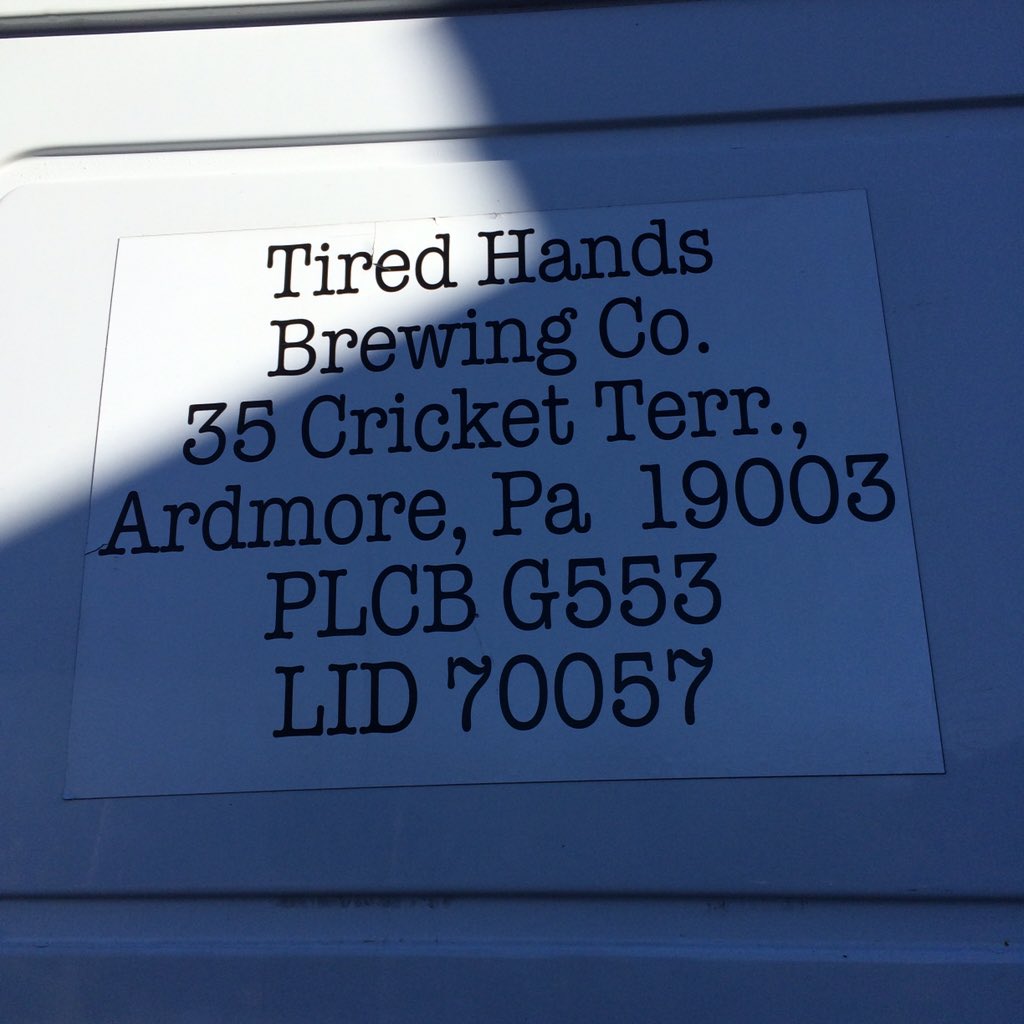 Tired Hands
Brewing Co.
35 Cricket Terr.,
Ardmore, Pa  19003
PLCB G553
LID 70057